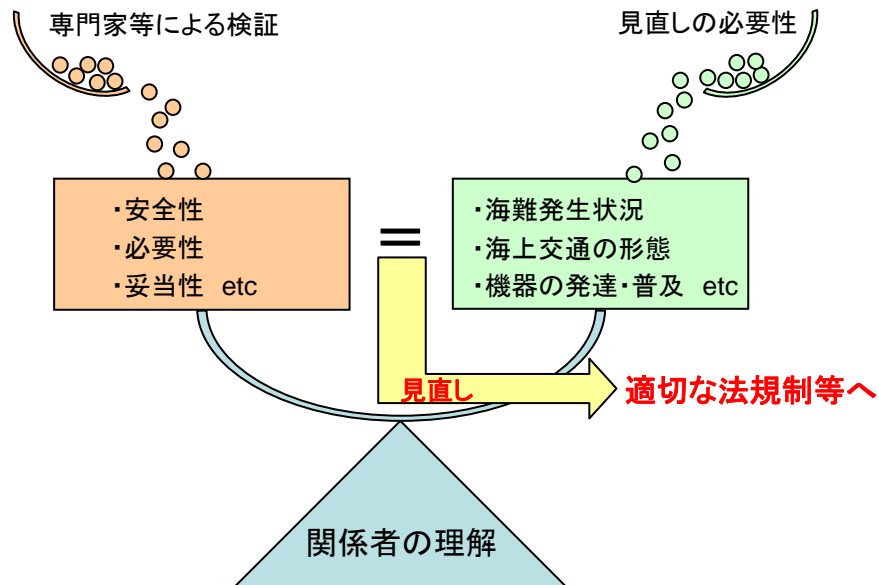 専門家等による検証
見直しの必要性
・安全性
・必要性
・妥当性 etc
＝
・海難発生状況
・海上交通の形態
・機器の発達・普及 etc
見直し
適切な法規制等へ
関係者の理解